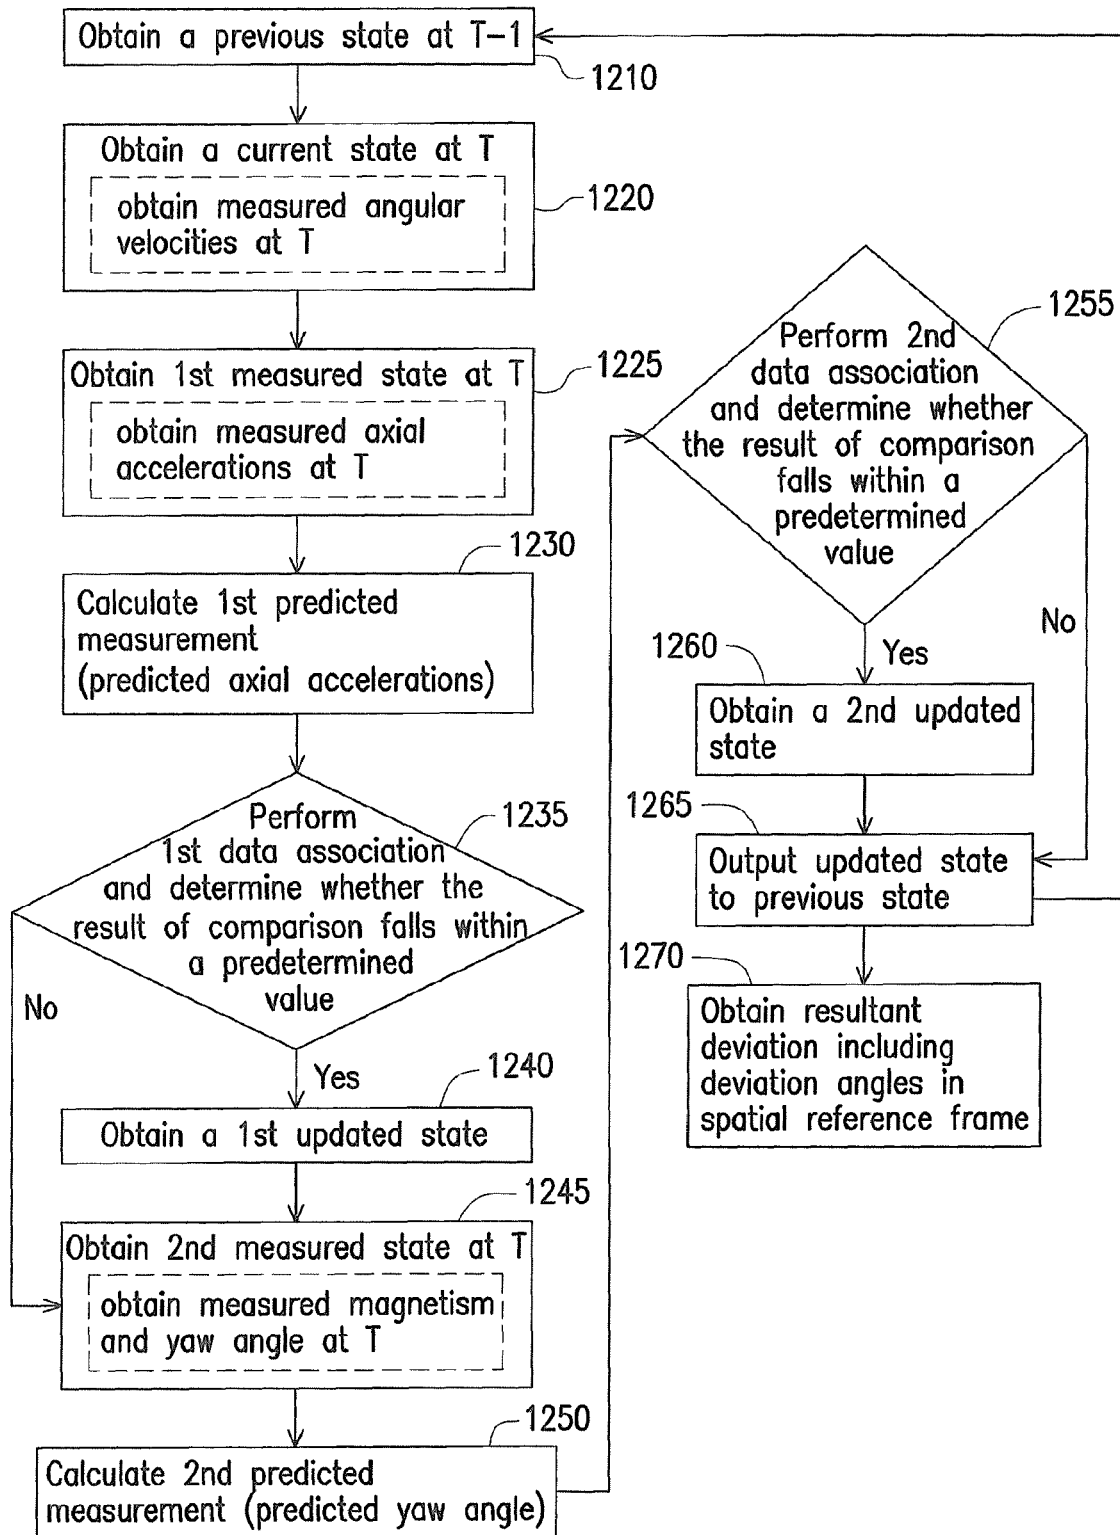 Obtain a previous state at T-1
1210
Obtain a current state at T
obtain measured angular
velocities at T
1220
Obtain 1st measured state at T
obtain measured axial
accelerations at T
1225
1230
Calculate 1st predicted
measurement
(predicted axial accelerations)
1235
Perform
1st data association
and determine whether the
result of comparison falls within
a predetermined
value
No
Yes
1240
Obtain a 1st updated state
1245
Obtain 2nd measured state at T
obtain measured magnetism
and yaw angle at T
1250
Calculate 2nd predicted
measurement (predicted yaw angle)
1255
Perform 2nd
data association
and determine whether
the result of comparison
falls within a
predetermined
value
No
Yes
1260
Obtain a 2nd updated
state
1265
Output updated state
to previous state
1270
Obtain resultant
deviation including
deviation angles in
spatial reference frame